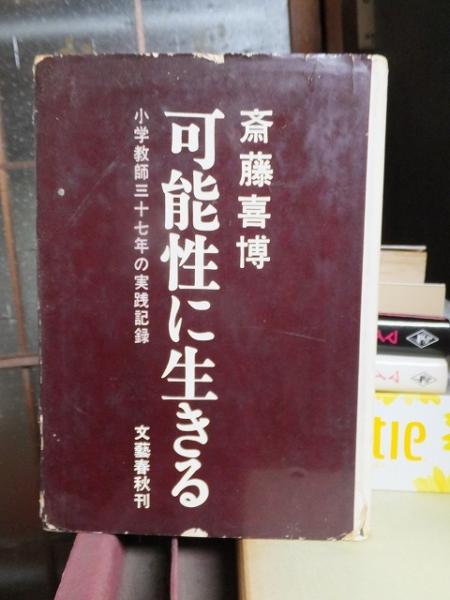 斎藤喜博
可能性に生きる
小学教師三十七年の実践記録
文藝春秋刊